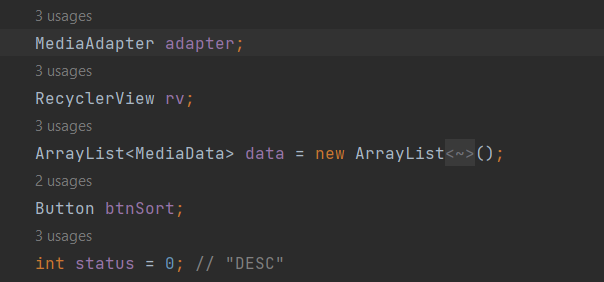 3 usages
MediaAdapter adapter;
3 usages
RecyclerView rv;
3 usages
ArrayList<MediaData> data = new ArrayList<~>();
2 usages
Button btnSort;
3 usages
int status = 0; // "DESC"